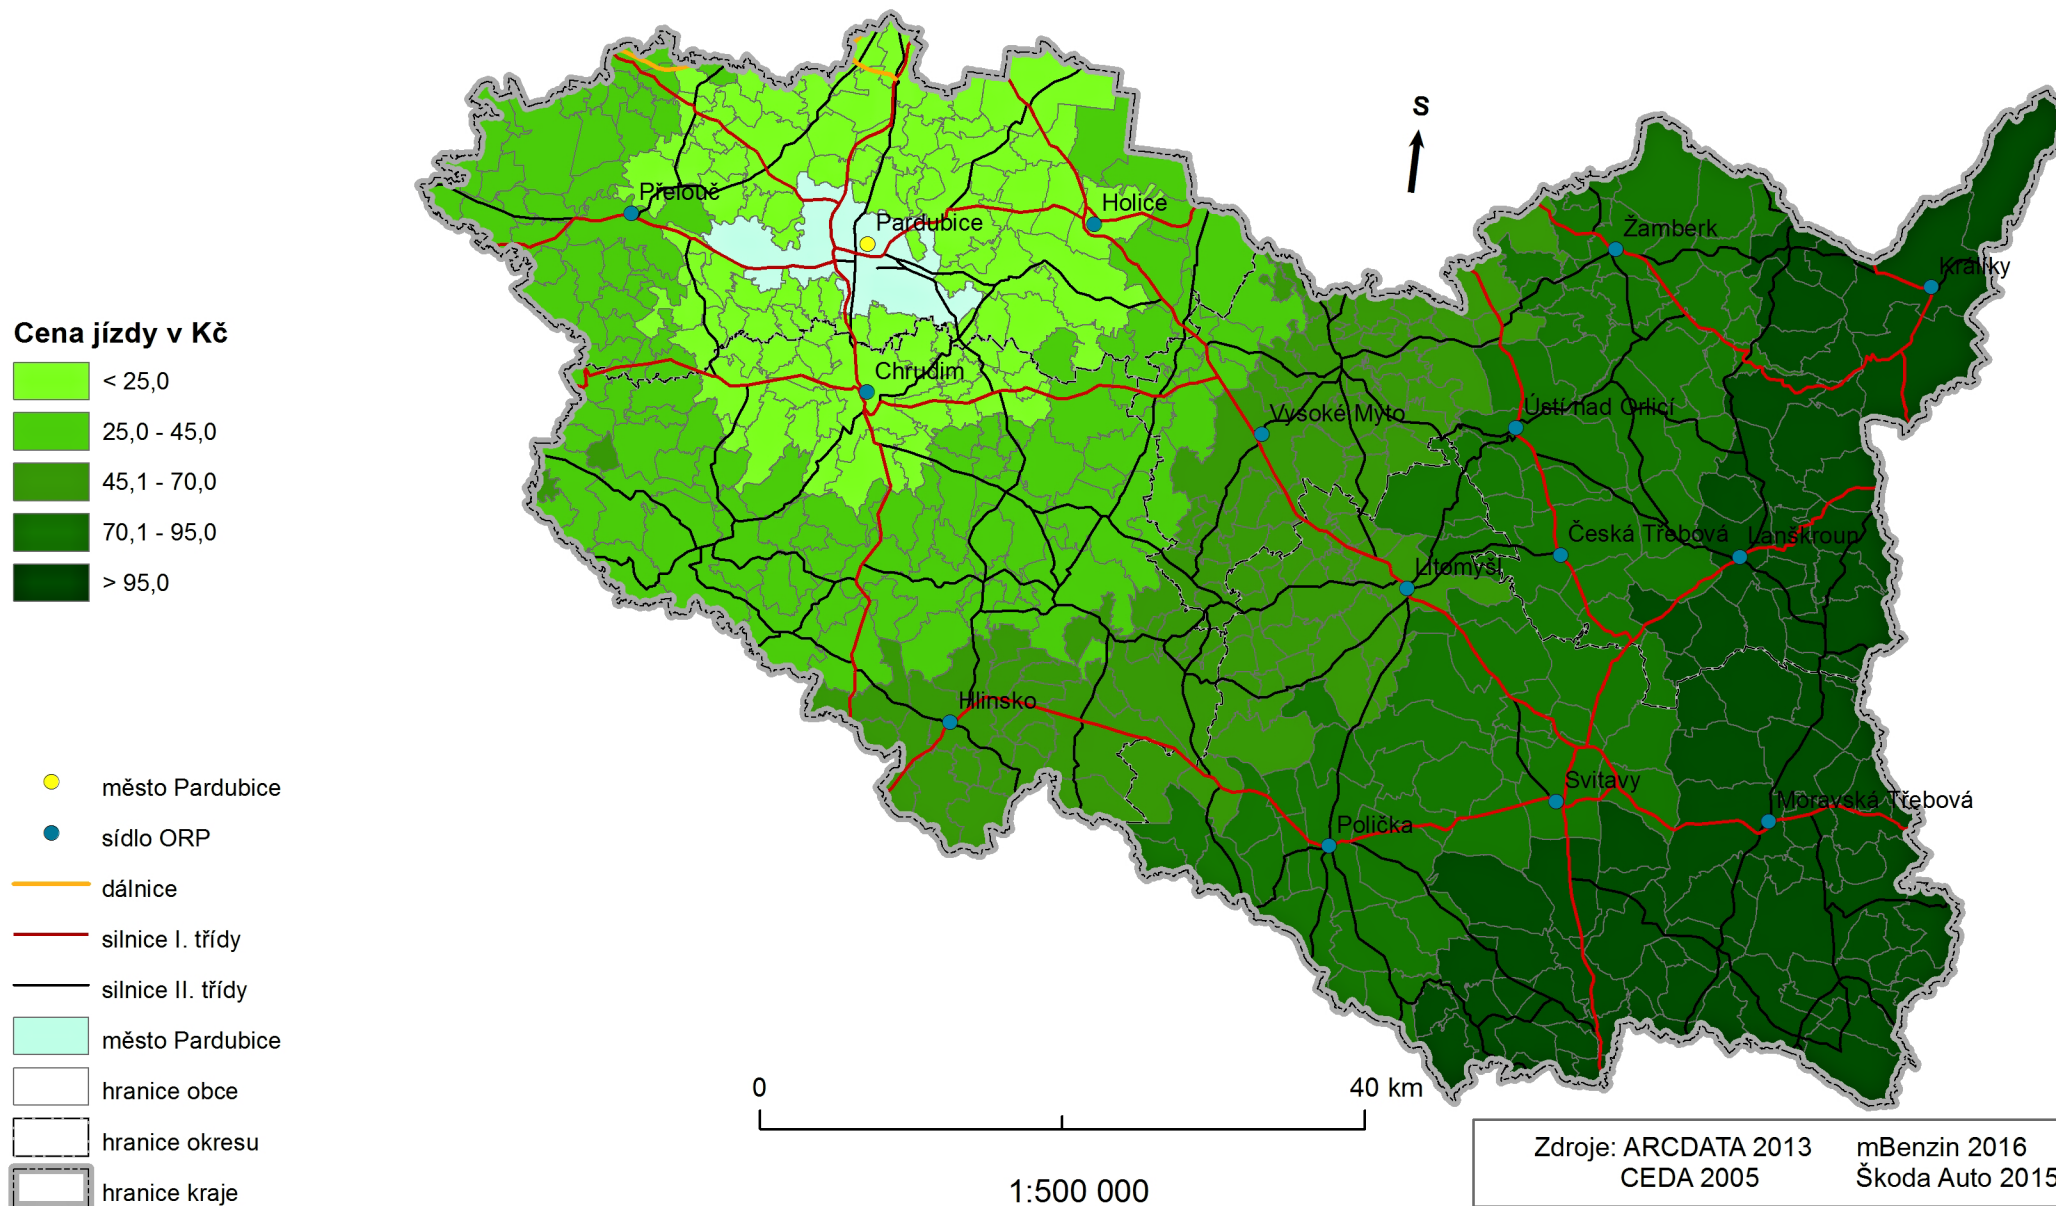 S
Přelouč
Pardubice
Holice
Žamberk
Králíky
Chrudim
Vysoké Mýto
Ústí nad Orlicí
Česká Třebová
Lanškroun
Litomyšl
Hlinsko
Svitavy
Moravská Třebová
Polička
Cena jízdy v Kč
< 25,0
25,0 - 45,0
45,1 - 70,0
70,1 - 95,0
> 95,0
město Pardubice
sídlo ORP
dálnice
silnice I. třídy
silnice II. třídy
město Pardubice
hranice obce
hranice okresu
hranice kraje
0 40 km
1:500 000
Zdroje: ARCDATA 2013 mBenzin 2016
CEDA 2005 Škoda Auto 2015